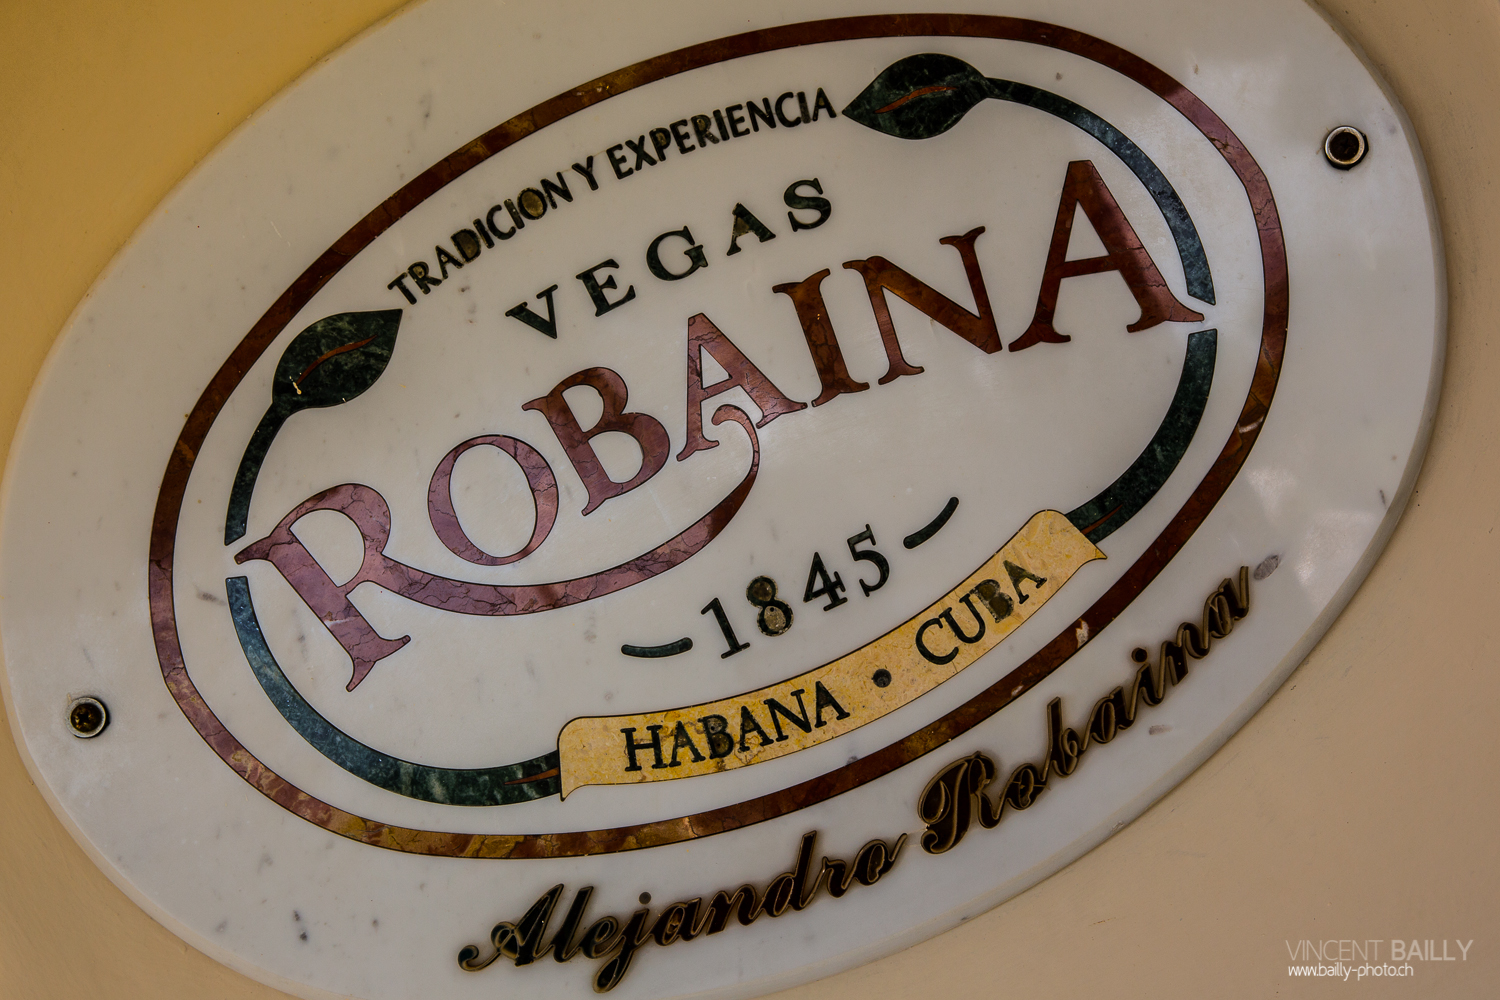 TRADICION Y EXPERIENCIA
VEGAS
ROBAINA
1845
HABANA • CUBA
Alejandro Robaina
VINCENT BAILLY
www.bailly-photo.ch